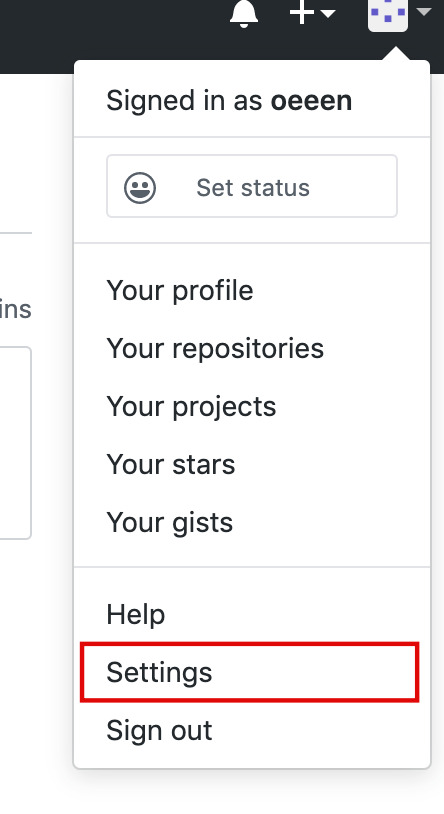 Signed in as oeeen
Set status
ins
Your profile
Your repositories
Your projects
Your stars
Your gists
Help
Settings
Sign out